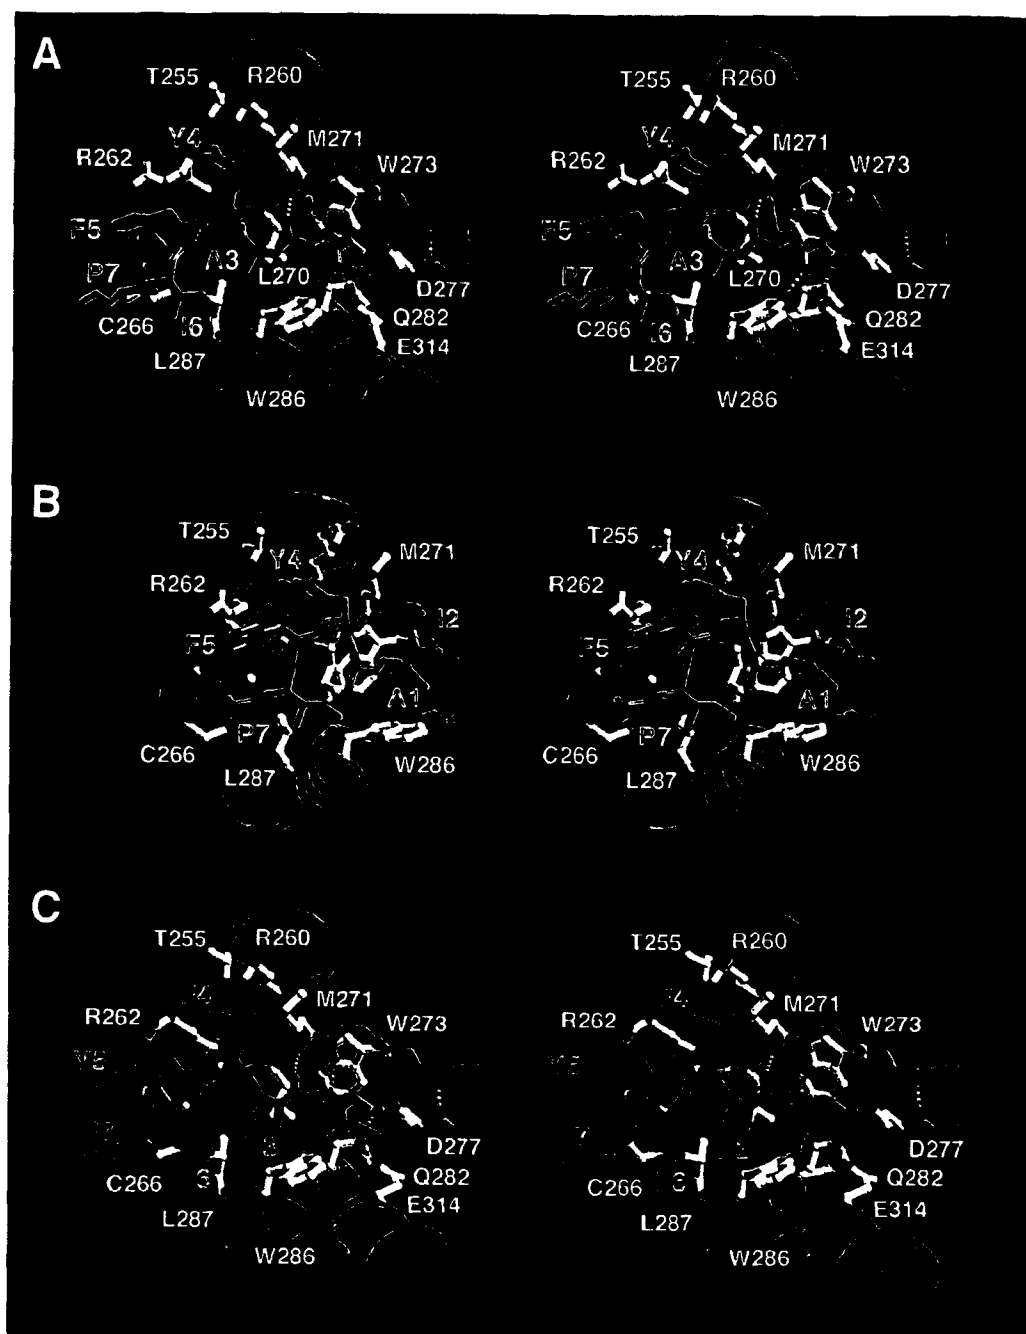 A
T255 R260 T255 R260
Y4 M271 Y4 M271
R262 W273 R262 W273
F5 F5
P7 A3 L270 P7 A3 L270
D277 D277
C266 I6 Q282 C266 I6 Q282
L287 E314 L287 E314
W286 W286
B
T255 Y4 M271 T255 Y4 M271
R262 I2 R262 I2
F5 F5
A1 A1
C266 P7 W286 C266 P7 W286
L287 L287
C
T255 R260 T255 R260
M271 M271
R262 W273 R262 W273
D277 D277
C266 Q282 C266 Q282
L287 E314 L287 E314
W286 W286